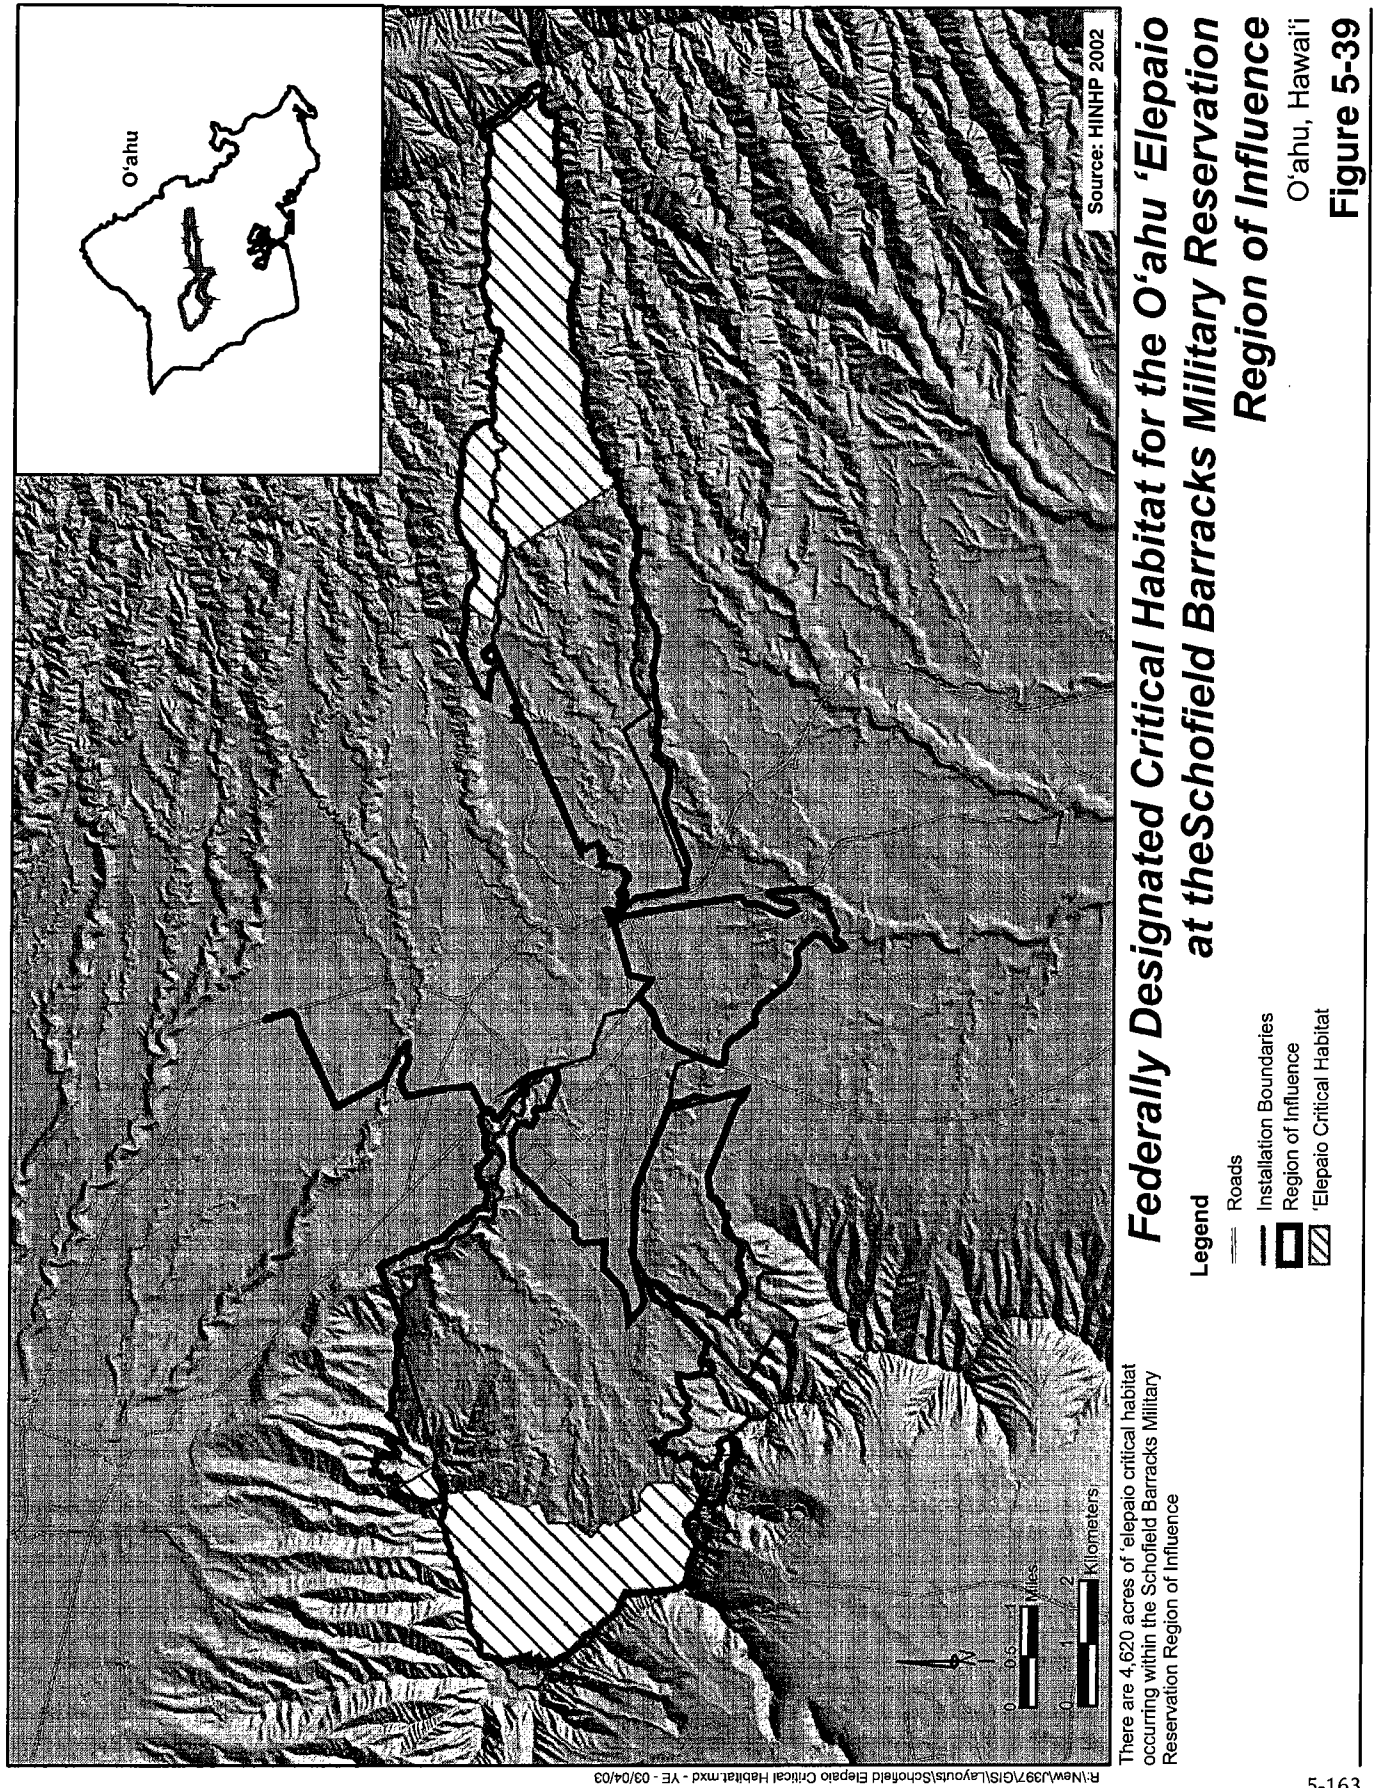 O'ahu
Source: HINHP 2002
0 0.5 1 Miles
0 1 2 Kilometers
N
There are 4,620 acres of 'elepaio critical habitat
occurring within the Schofield Barracks Military
Reservation Region of Influence
Legend
Roads
Installation Boundaries
Region of Influence
'Elepaio Critical Habitat
Federally Designated Critical Habitat for the O'ahu 'Elepaio
at theSchofield Barracks Military Reservation
Region of Influence
O'ahu, Hawai'i
Figure 5-39
R:\New\J397\GIS\Layouts\Schofield Elepaio Critical Habitat.mxd - YE - 03/04/03
5-163